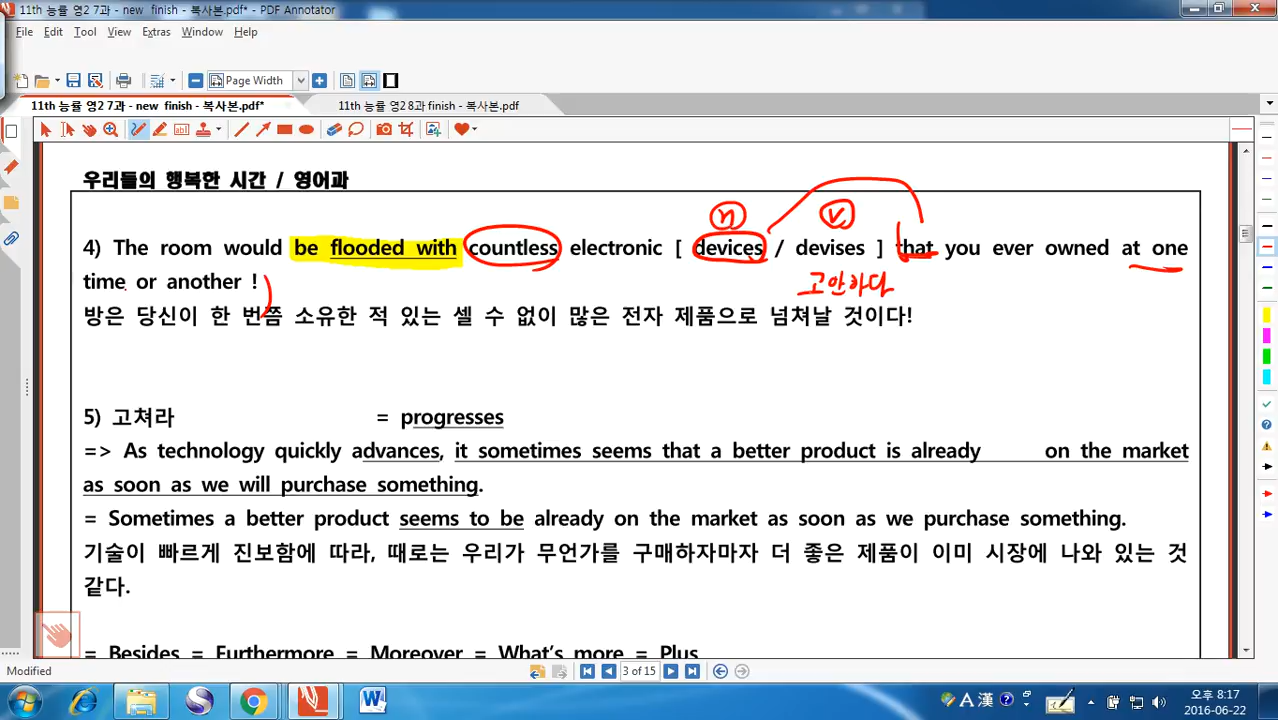 11th 능률 영2 7과 - new finish - 복사본.pdf* - PDF Annotator
File Edit Tool View Extras Window Help
Page Width
11th 능률 영2 7과 - new finish - 복사본.pdf* 11th 능률 영2 8과 finish - 복사본.pdf
우리들의 행복한 시간 / 영어과
n v
4) The room would be flooded with countless electronic [ devices / devises ] that you ever owned at one
time or another !
고안하다
방은 당신이 한 번쯤 소유한 적 있는 셀 수 없이 많은 전자 제품으로 넘쳐날 것이다!
5) 고쳐라 = progresses
=> As technology quickly advances, it sometimes seems that a better product is already on the market
as soon as we will purchase something.
= Sometimes a better product seems to be already on the market as soon as we purchase something.
기술이 빠르게 진보함에 따라, 때로는 우리가 무언가를 구매하자마자 더 좋은 제품이 이미 시장에 나와 있는 것
같다.
= Besides = Furthermore = Moreover = What's more = Plus
3 of 15
Modified
A 漢
오후 8:17
2016-06-22